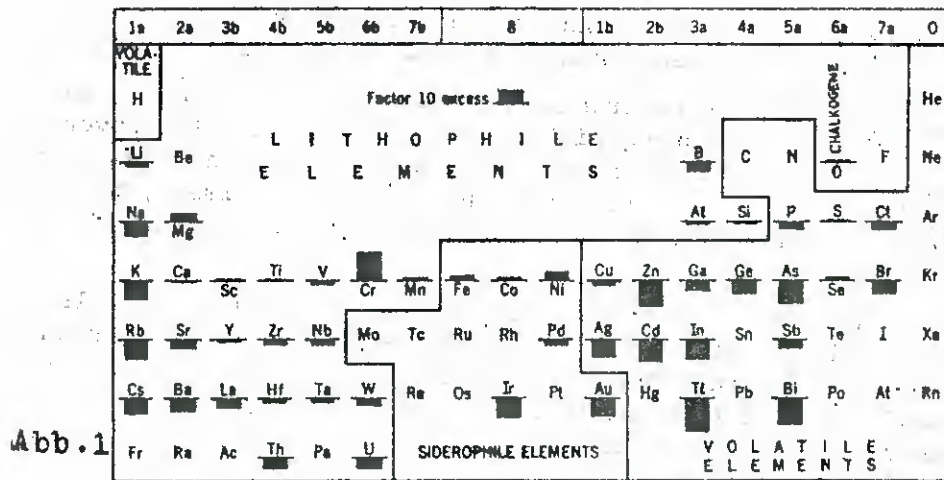 1a 2a 3b 4b 5b 6b 7b 8 1b 2b 3a 4a 5a 6a 7a 0
VOLA-
TILE
H Factor 10 excess CHALKOGENE He
L I T H O P H I L E
Li Be B C N O F Ne
E L E M E N T S
Na Mg Al Si P S Cl Ar
K Ca Sc Ti V Cr Mn Fe Co Ni Cu Zn Ga Ge As Se Br Kr
Rb Sr Y Zr Nb Mo Tc Ru Rh Pd Ag Cd In Sn Sb Te I Xe
Cs Ba La Hf Ta W Re Os Ir Pt Au Hg Tl Pb Bi Po At Rn
Abb.1 Fr Ra Ac Th Pa U SIDEROPHILE ELEMENTS V O L A T I L E
E L E M E N T S